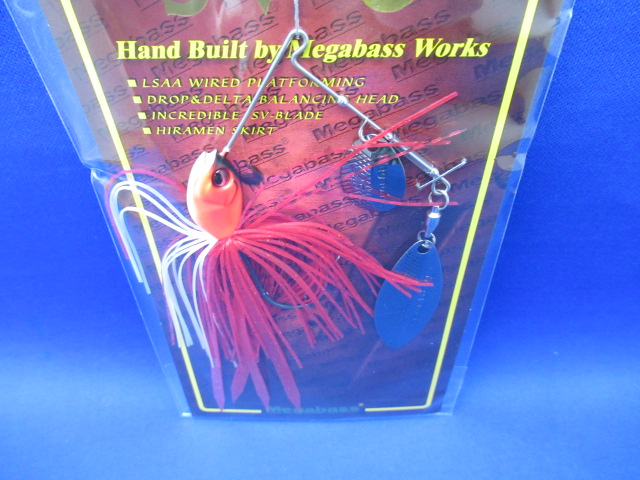 Hand Built by Megabass Works
■ LSAA WIRED PLATFORMING
■ DROP&DELTA BALANCING HEAD
■ INCREDIBLE SV-BLADE
■ HIRAMEN SKIRT
Megabass